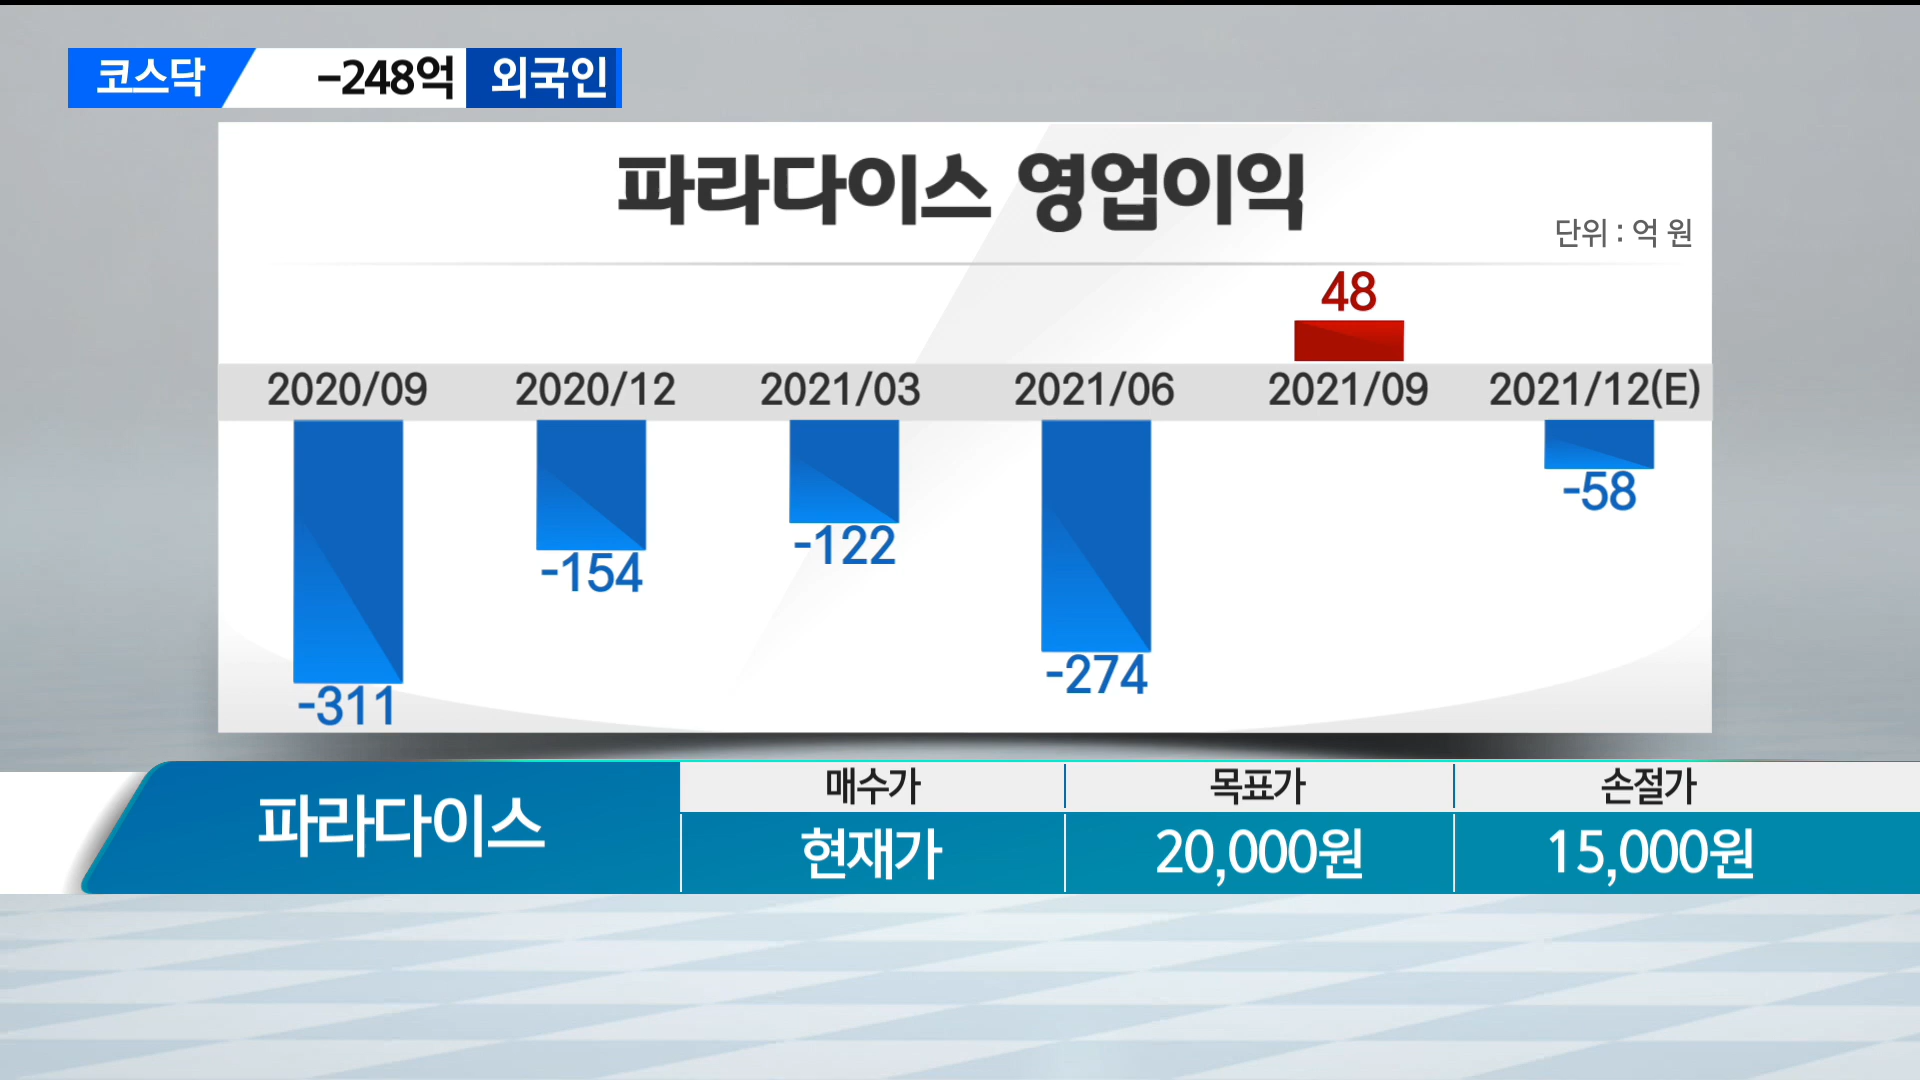 코스닥 -248억 외국인
파라다이스 영업이익
단위 : 억 원
48
2020/09 2020/12 2021/03 2021/06 2021/09 2021/12(E)
-58
-122
-154
-274
-311
파라다이스
매수가 목표가 손절가
현재가 20,000원 15,000원